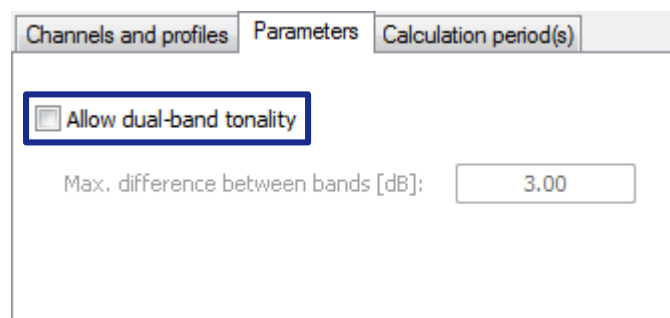 Channels and profiles Parameters Calculation period(s)
Allow dual-band tonality
Max. difference between bands [dB]: 3.00